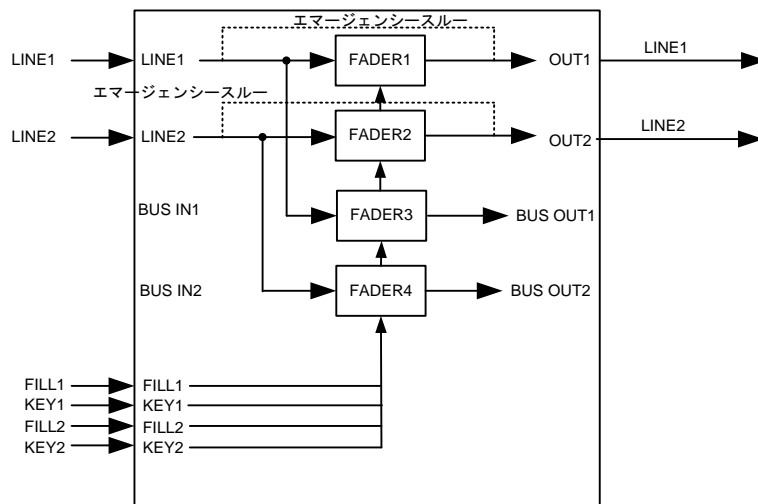 エマージェンシースルー
LINE1
LINE1
FADER1
OUT1
LINE1
エマージェンシースルー
LINE2
LINE2
FADER2
OUT2
LINE2
BUS IN1
FADER3
BUS OUT1
BUS IN2
FADER4
BUS OUT2
FILL1
FILL1
KEY1
KEY1
FILL2
FILL2
KEY2
KEY2